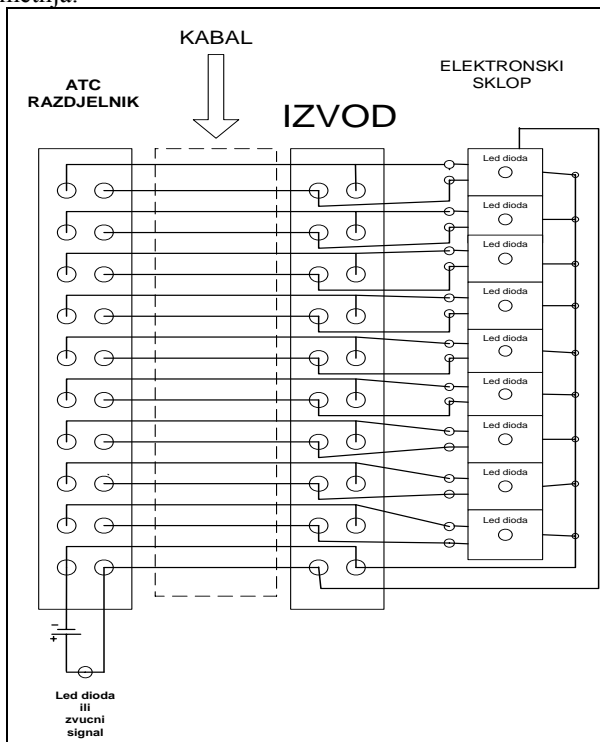 KABAL
ELEKTRONSKI
SKLOP
ATC
RAZDJELNIK
IZVOD
Led dioda
Led dioda
Led dioda
Led dioda
Led dioda
Led dioda
Led dioda
Led dioda
Led dioda
−
+
Led dioda
ili
zvucni
signal